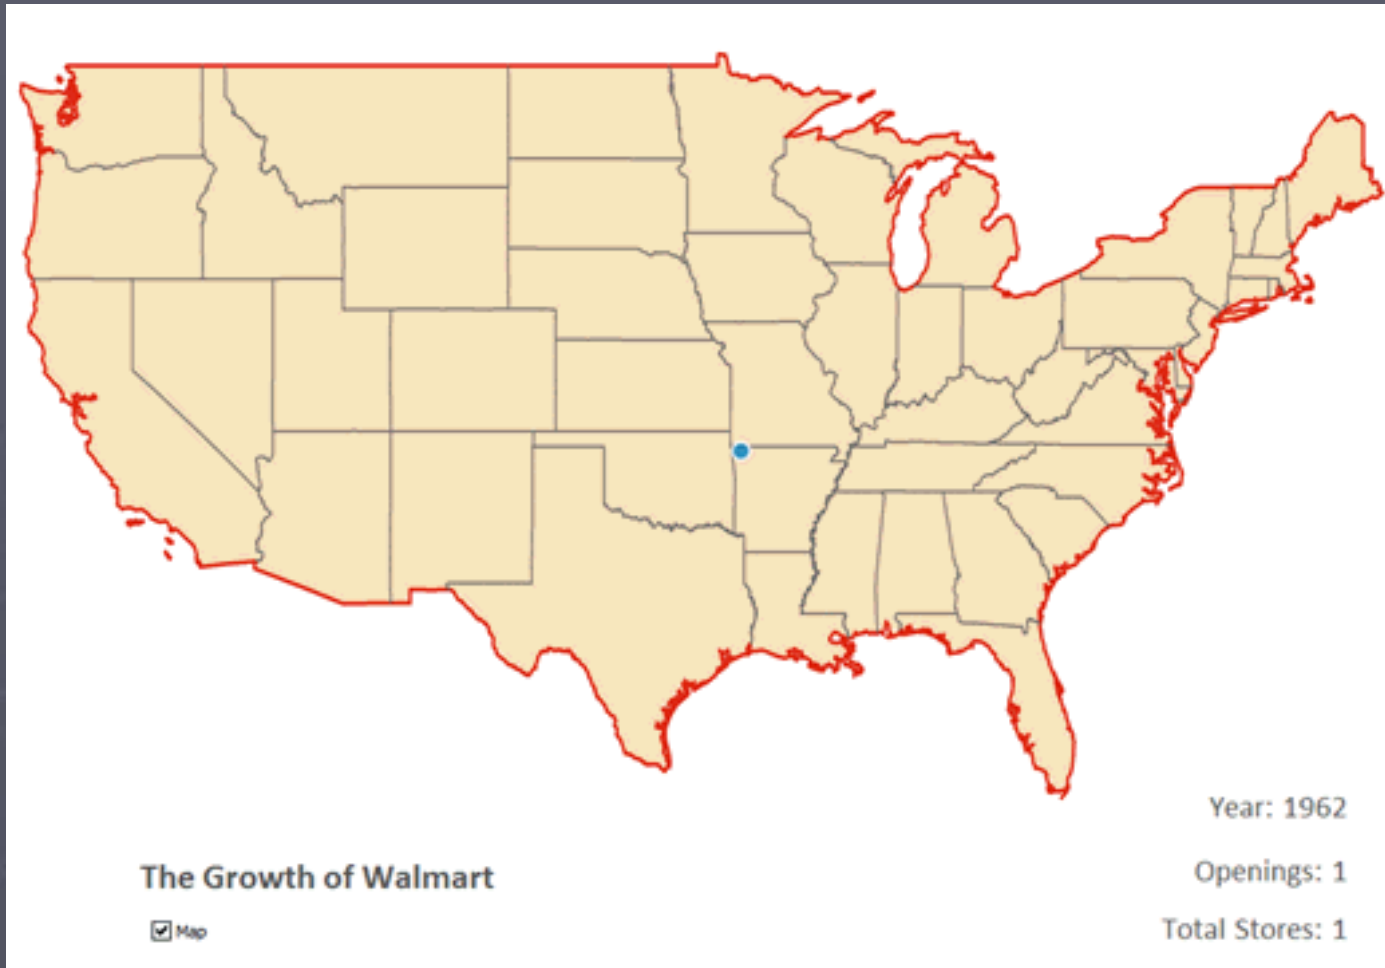 Year: 1962
Openings: 1
The Growth of Walmart
Map
Total Stores: 1